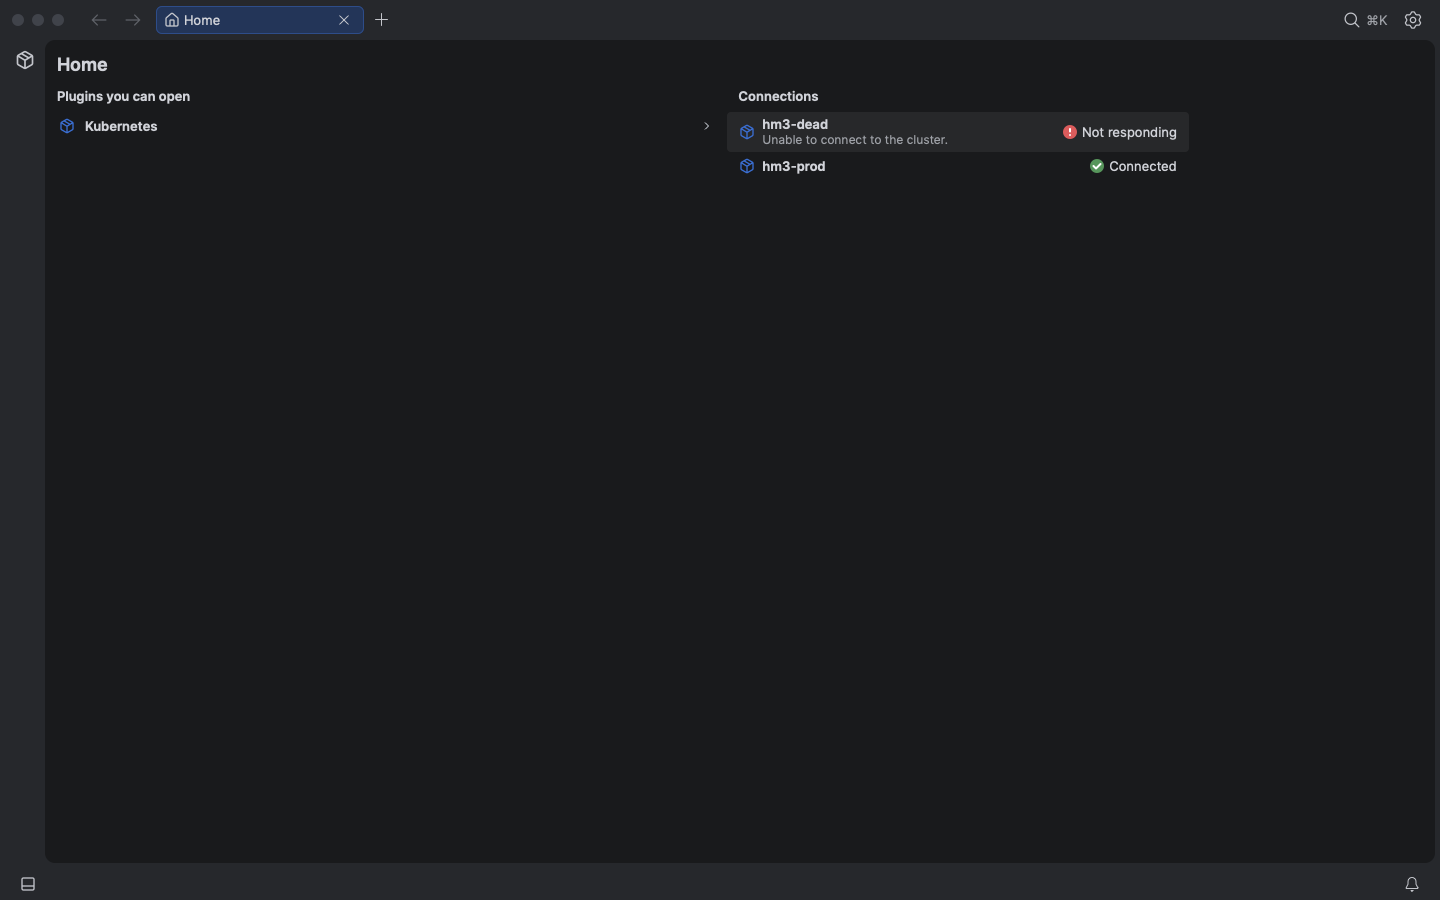 Home
⌘K
Home
Plugins you can open
Kubernetes
Connections
hm3-dead
Unable to connect to the cluster.
Not responding
hm3-prod
Connected